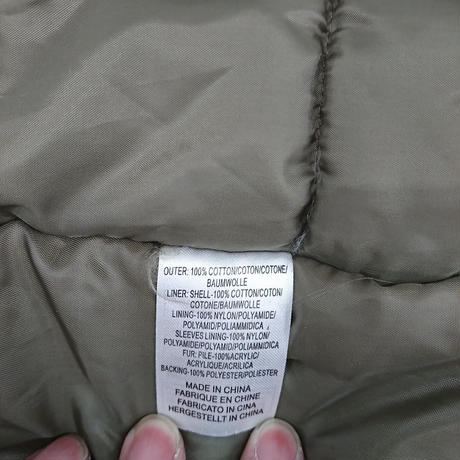 OUTER: 100% COTTON/COTON/COTONE/
BAUMWOLLE
LINER: SHELL-100% COTTON/COTON/
COTONE/BAUMWOLLE
LINING-100% NYLON/POLYAMIDE/
POLYAMID/POLIAMMIDICA
SLEEVES LINING-100% NYLON/
POLYAMIDE/POLYAMID/POLIAMMIDICA
FUR: PILE-100%ACRYLIC/
ACRYLIQUE/ACRYLIC
BACKING-100% POLYESTER/POLIESTER
MADE IN CHINA
FABRIQUE EN CHINE
FABRICATO IN CINA
HERGESTELLT IN CHINA